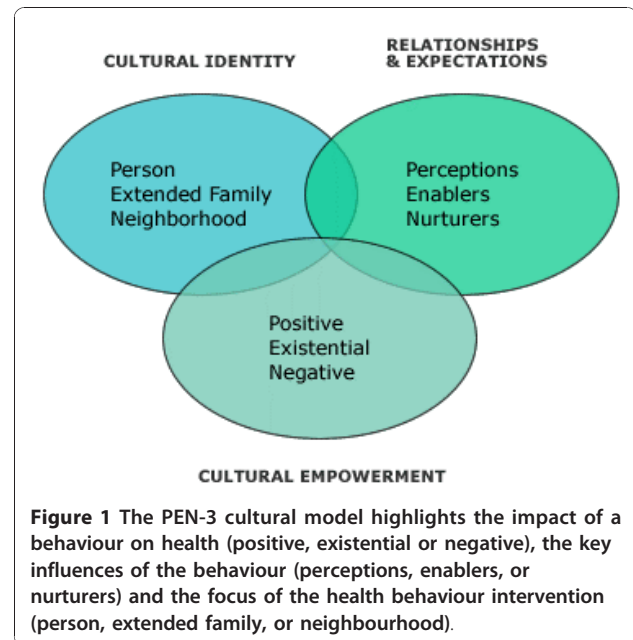 CULTURAL IDENTITY
RELATIONSHIPS
& EXPECTATIONS
Person
Extended Family
Neighborhood
Perceptions
Enablers
Nurturers
Positive
Existential
Negative
CULTURAL EMPOWERMENT
Figure 1 The PEN-3 cultural model highlights the impact of a
behaviour on health (positive, existential or negative), the key
influences of the behaviour (perceptions, enablers, or
nurturers) and the focus of the health behaviour intervention
(person, extended family, or neighbourhood).